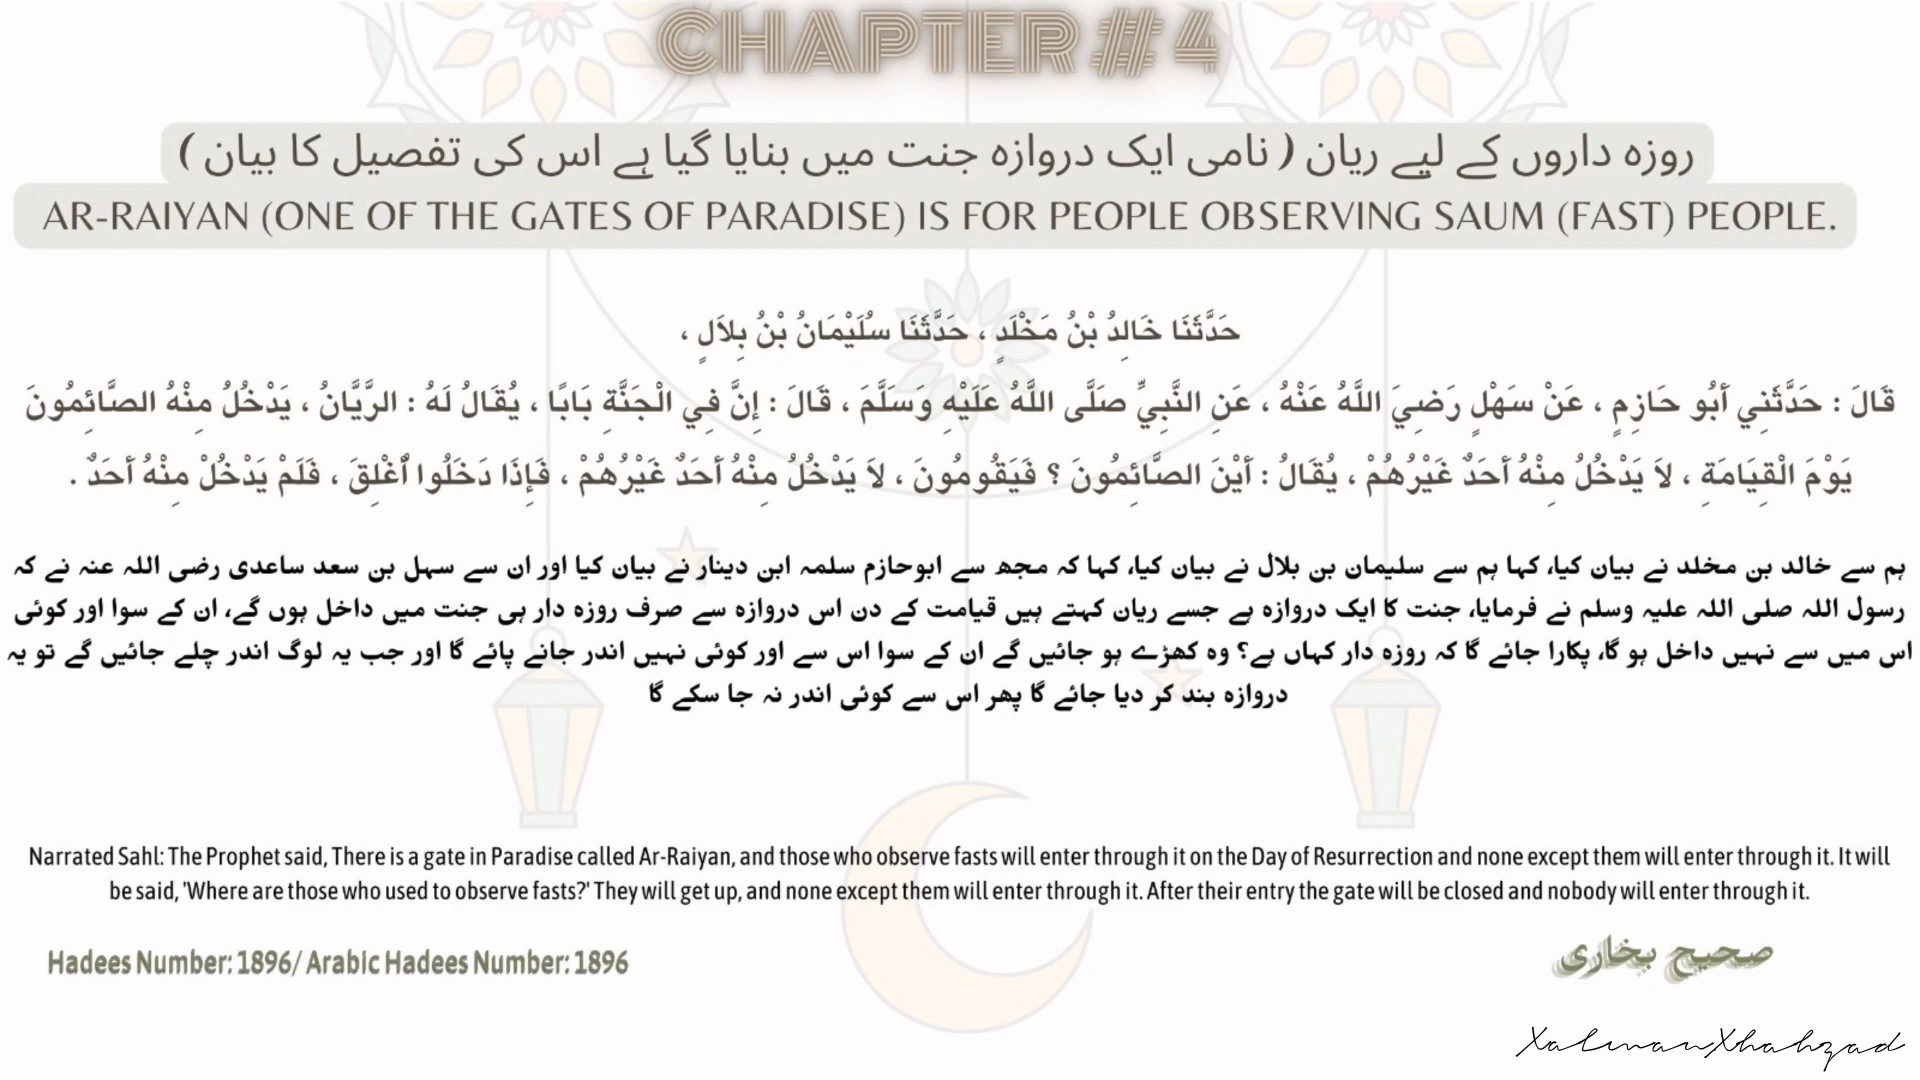 CHAPTER # 4
روزہ داروں کے لیے ریان ( نامی ایک دروازہ جنت میں بنایا گیا ہے اس کی تفصیل کا بیان )
AR-RAIYAN (ONE OF THE GATES OF PARADISE) IS FOR PEOPLE OBSERVING SAUM (FAST) PEOPLE.
حَدَّثَنَا خَالِدُ بْنُ مَخْلَدٍ ، حَدَّثَنَا سُلَيْمَانُ بْنُ بِلَالٍ ،
قَالَ : حَدَّثَنِي أَبُو حَازِمٍ ، عَنْ سَهْلٍ رَضِيَ اللَّهُ عَنْهُ ، عَنِ النَّبِيِّ صَلَّى اللَّهُ عَلَيْهِ وَسَلَّمَ ، قَالَ : إِنَّ فِي الْجَنَّةِ بَابًا ، يُقَالُ لَهُ : الرَّيَّانُ ، يَدْخُلُ مِنْهُ الصَّائِمُونَ
يَوْمَ الْقِيَامَةِ ، لَا يَدْخُلُ مِنْهُ أَحَدٌ غَيْرُهُمْ ، يُقَالُ : أَيْنَ الصَّائِمُونَ ؟ فَيَقُومُونَ ، لَا يَدْخُلُ مِنْهُ أَحَدٌ غَيْرُهُمْ ، فَإِذَا دَخَلُوا أُغْلِقَ ، فَلَمْ يَدْخُلْ مِنْهُ أَحَدٌ .
ہم سے خالد بن مخلد نے بیان کیا، کہا ہم سے سلیمان بن بلال نے بیان کیا، کہا کہ مجھ سے ابوحازم سلمہ ابن دینار نے بیان کیا اور ان سے سہل بن سعد ساعدی رضی اللہ عنہ نے کہ
رسول اللہ صلی اللہ علیہ وسلم نے فرمایا، جنت کا ایک دروازہ ہے جسے ریان کہتے ہیں قیامت کے دن اس دروازہ سے صرف روزہ دار ہی جنت میں داخل ہوں گے، ان کے سوا اور کوئی
اس میں سے نہیں داخل ہو گا، پکارا جائے گا کہ روزہ دار کہاں ہے؟ وہ کھڑے ہو جائیں گے ان کے سوا اس سے اور کوئی نہیں اندر جانے پائے گا اور جب یہ لوگ اندر چلے جائیں گے تو یہ
دروازہ بند کر دیا جائے گا پھر اس سے کوئی اندر نہ جا سکے گا
Narrated Sahl: The Prophet said, There is a gate in Paradise called Ar-Raiyan, and those who observe fasts will enter through it on the Day of Resurrection and none except them will enter through it. It will
be said, 'Where are those who used to observe fasts?' They will get up, and none except them will enter through it. After their entry the gate will be closed and nobody will enter through it.
Hadees Number: 1896/ Arabic Hadees Number: 1896
صحیح بخاری
XalmanXhahzad